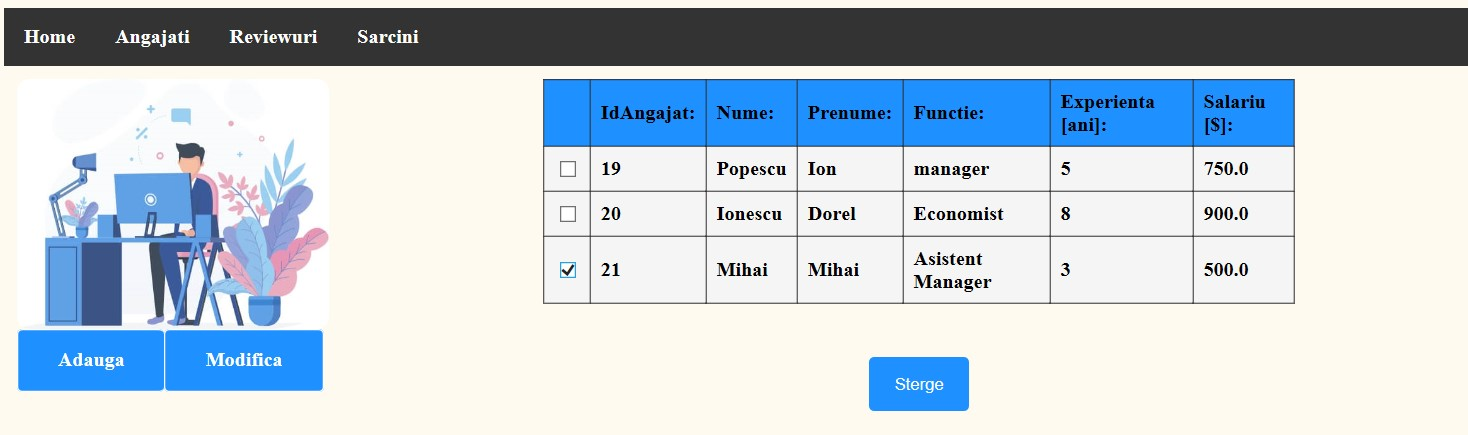 Home Angajati Reviewuri Sarcini
IdAngajat: Nume: Prenume: Functie: Experienta [ani]: Salariu [$]:
19 Popescu Ion manager 5 750.0
20 Ionescu Dorel Economist 8 900.0
21 Mihai Mihai Asistent Manager 3 500.0
Adauga Modifica
Sterge